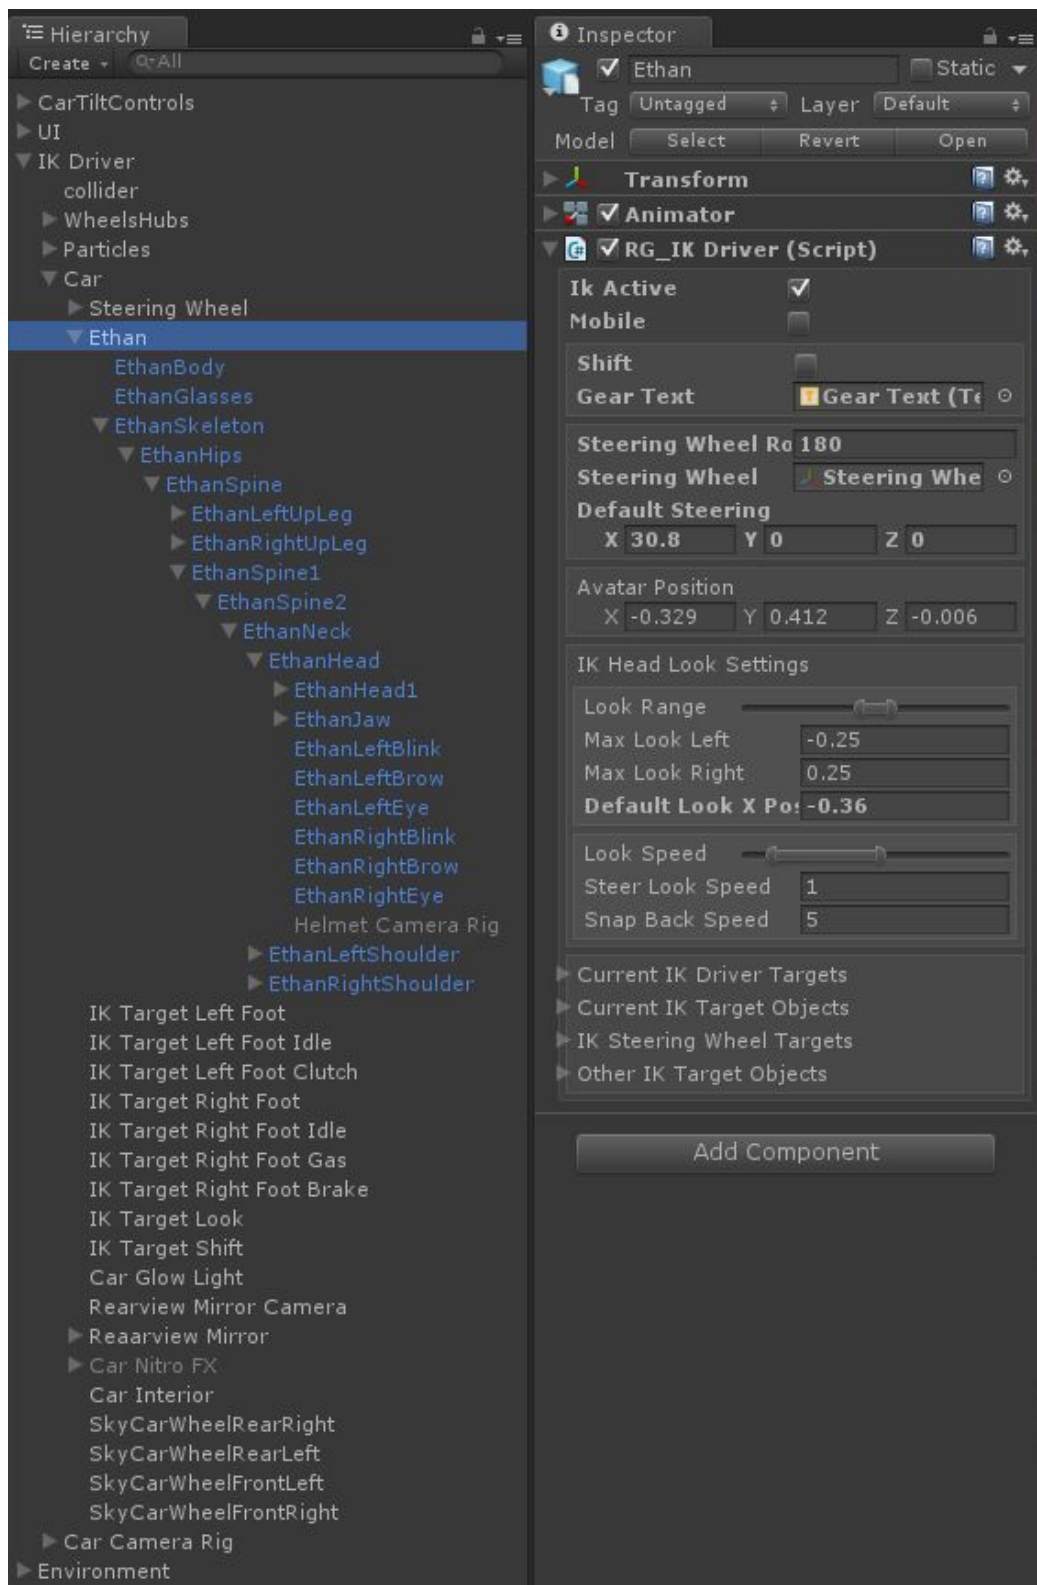 Hierarchy
Create
All
CarTiltControls
UI
IK Driver
collider
WheelsHubs
Particles
Car
Steering Wheel
Ethan
EthanBody
EthanGlasses
EthanSkeleton
EthanHips
EthanSpine
EthanLeftUpLeg
EthanRightUpLeg
EthanSpine1
EthanSpine2
EthanNeck
EthanHead
EthanHead1
EthanJaw
EthanLeftBlink
EthanLeftBrow
EthanLeftEye
EthanRightBlink
EthanRightBrow
EthanRightEye
Helmet Camera Rig
EthanLeftShoulder
EthanRightShoulder
IK Target Left Foot
IK Target Left Foot Idle
IK Target Left Foot Clutch
IK Target Right Foot
IK Target Right Foot Idle
IK Target Right Foot Gas
IK Target Right Foot Brake
IK Target Look
IK Target Shift
Car Glow Light
Rearview Mirror Camera
Reaarview Mirror
Car Nitro FX
Car Interior
SkyCarWheelRearRight
SkyCarWheelRearLeft
SkyCarWheelFrontLeft
SkyCarWheelFrontRight
Car Camera Rig
Environment
Inspector
Ethan Static
Tag Untagged Layer Default
Model Select Revert Open
Transform
Animator
RG_IK Driver (Script)
Ik Active
Mobile
Shift
Gear Text Gear Text (Te
Steering Wheel Ro 180
Steering Wheel Steering Whe
Default Steering
X 30.8 Y 0 Z 0
Avatar Position
X -0.329 Y 0.412 Z -0.006
IK Head Look Settings
Look Range
Max Look Left -0.25
Max Look Right 0.25
Default Look X Pos -0.36
Look Speed
Steer Look Speed 1
Snap Back Speed 5
Current IK Driver Targets
Current IK Target Objects
IK Steering Wheel Targets
Other IK Target Objects
Add Component